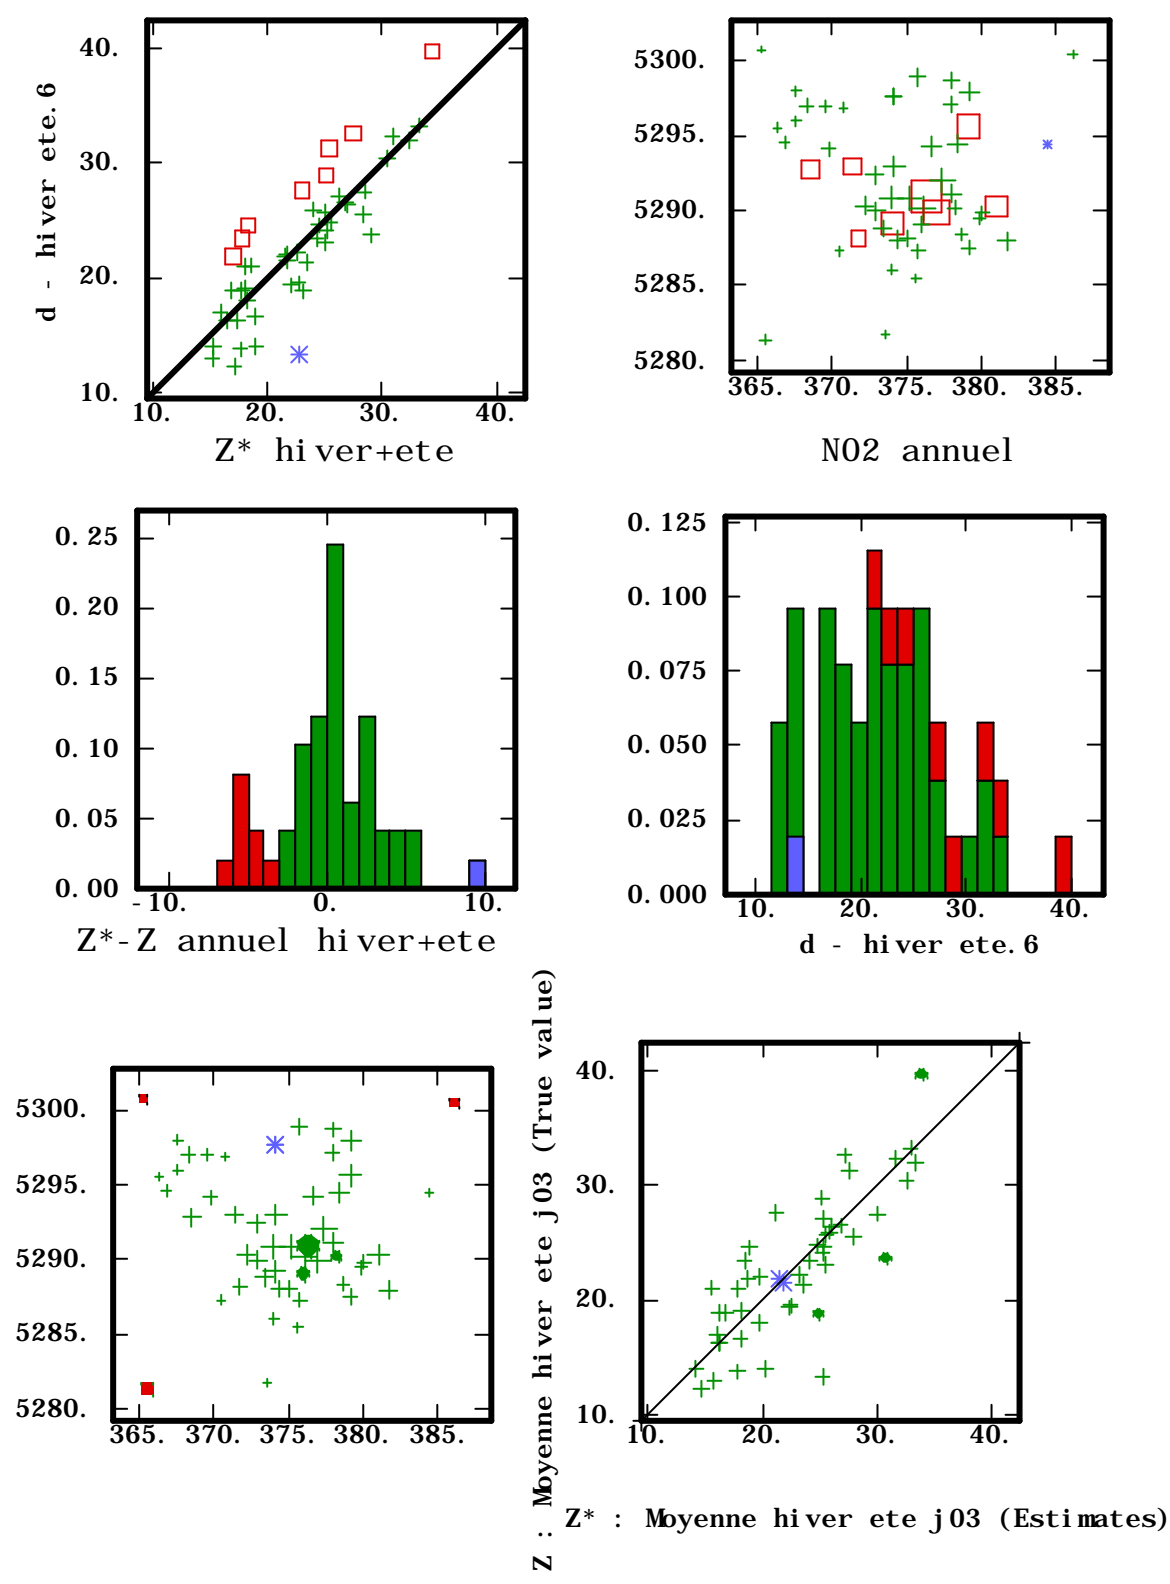 40.
30.
20.
10.
10. 20. 30. 40.
d - hiver ete.6
Z* hiver+ete
5300.
5295.
5290.
5285.
5280.
365. 370. 375. 380. 385.
NO2 annuel
0.25
0.20
0.15
0.10
0.05
0.00
-10. 0. 10.
Z*-Z annuel hiver+ete
0.125
0.100
0.075
0.050
0.025
0.000
10. 20. 30. 40.
d - hiver ete.6
5300.
5295.
5290.
5285.
5280.
365. 370. 375. 380. 385.
Z : Moyenne hiver ete j03 (True value)
40.
30.
20.
10.
10. 20. 30. 40.
Z* : Moyenne hiver ete j03 (Estimates)